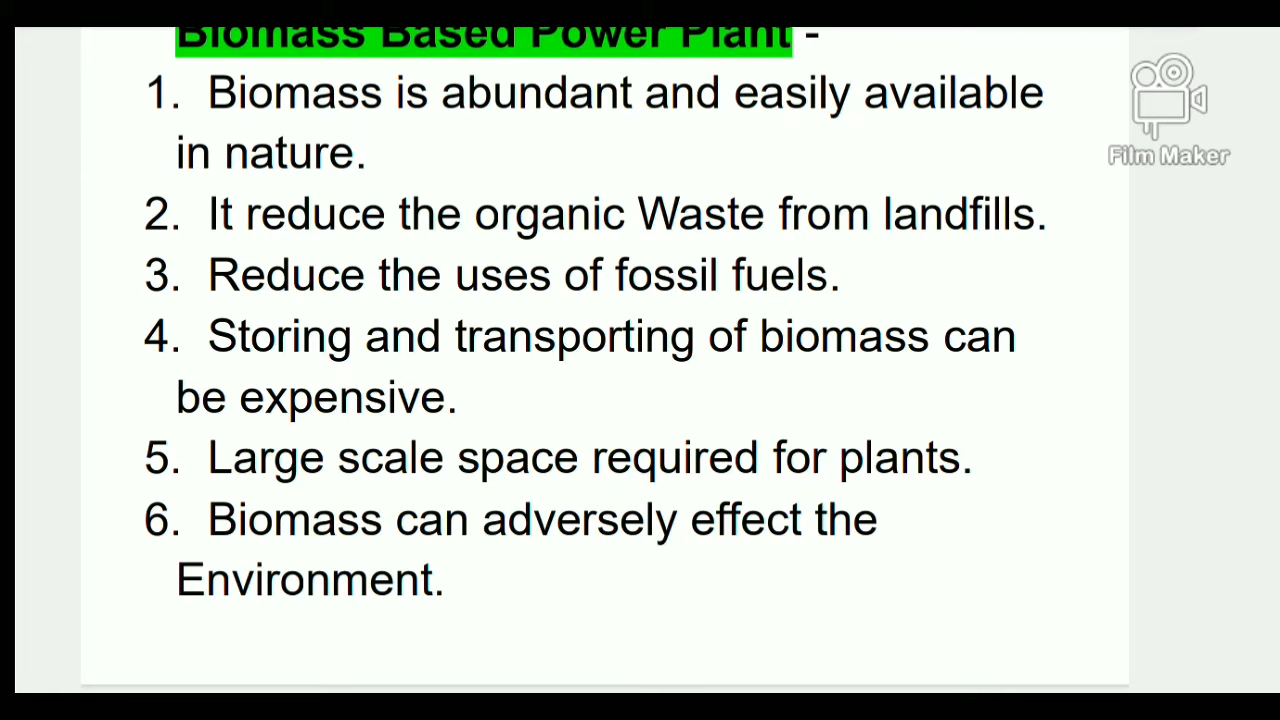 Biomass Based Power Plant -
1. Biomass is abundant and easily available
in nature.
2. It reduce the organic Waste from landfills.
3. Reduce the uses of fossil fuels.
4. Storing and transporting of biomass can
be expensive.
5. Large scale space required for plants.
6. Biomass can adversely effect the
Environment.
Film Maker